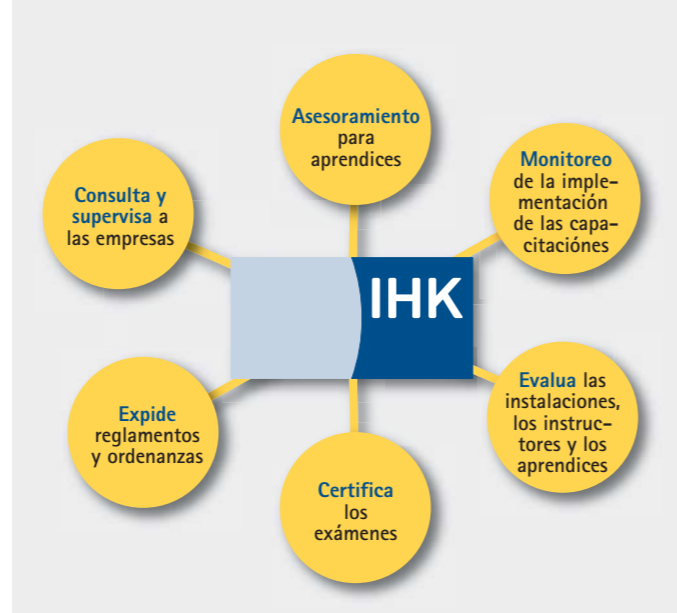 Asesoramiento
para
aprendices
Monitoreo
de la imple-
mentación
de las capa-
citaciónes
Consulta y
supervisa a
las empresas
IHK
Evalua las
instalaciones,
los instruc-
tores y los
aprendices
Expide
reglamentos
y ordenanzas
Certifica
los
exámenes